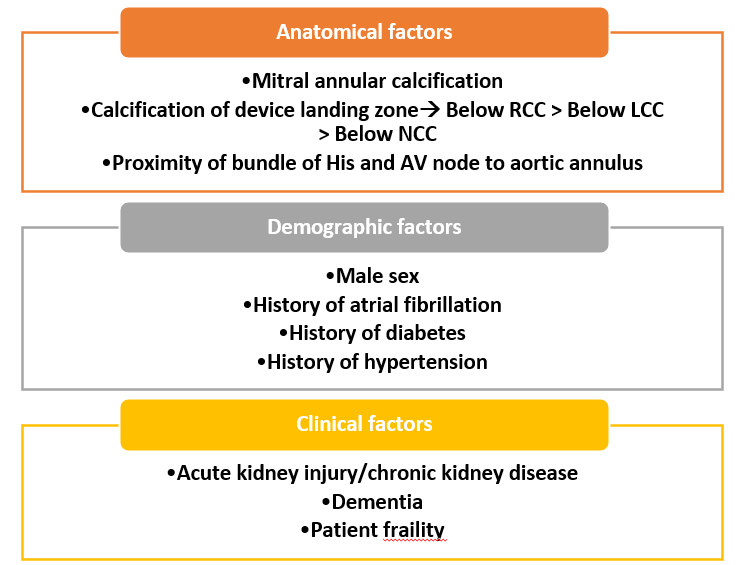 Anatomical factors
•Mitral annular calcification
•Calcification of device landing zone→ Below RCC > Below LCC
> Below NCC
•Proximity of bundle of His and AV node to aortic annulus
Demographic factors
•Male sex
•History of atrial fibrillation
•History of diabetes
•History of hypertension
Clinical factors
•Acute kidney injury/chronic kidney disease
•Dementia
•Patient fraility